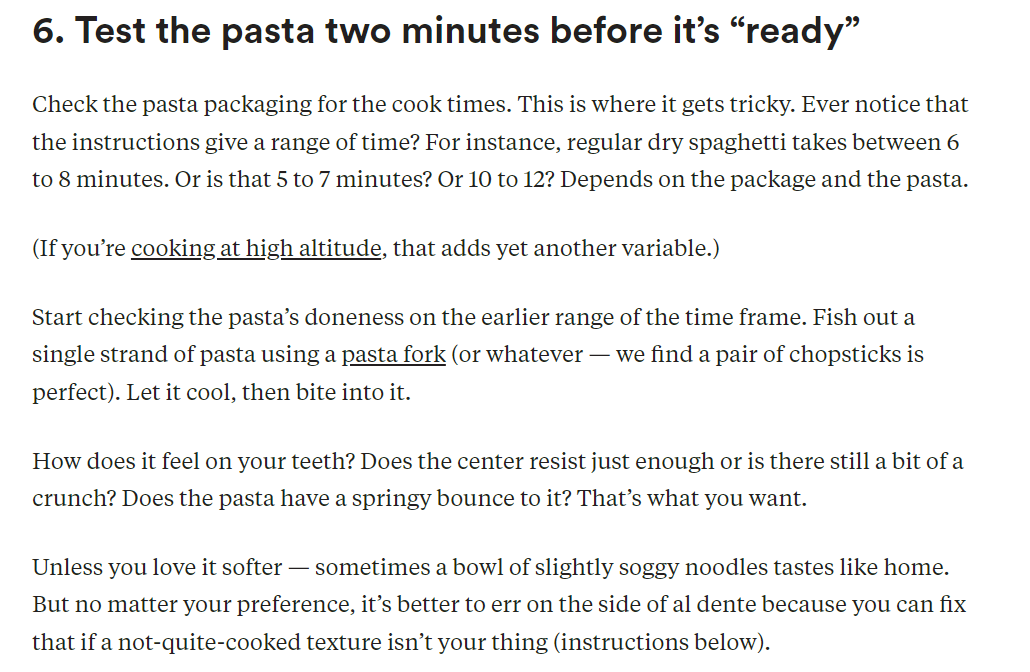 6. Test the pasta two minutes before it’s “ready”
Check the pasta packaging for the cook times. This is where it gets tricky. Ever notice that
the instructions give a range of time? For instance, regular dry spaghetti takes between 6
to 8 minutes. Or is that 5 to 7 minutes? Or 10 to 12? Depends on the package and the pasta.
(If you’re cooking at high altitude, that adds yet another variable.)
Start checking the pasta’s doneness on the earlier range of the time frame. Fish out a
single strand of pasta using a pasta fork (or whatever — we find a pair of chopsticks is
perfect). Let it cool, then bite into it.
How does it feel on your teeth? Does the center resist just enough or is there still a bit of a
crunch? Does the pasta have a springy bounce to it? That’s what you want.
Unless you love it softer — sometimes a bowl of slightly soggy noodles tastes like home.
But no matter your preference, it’s better to err on the side of al dente because you can fix
that if a not-quite-cooked texture isn’t your thing (instructions below).